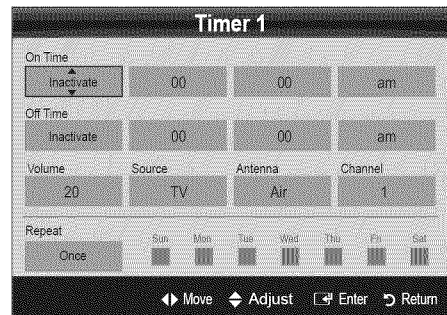 Timer 1
On Time
Inactivate 00 00 am
Off Time
Inactivate 00 00 am
Volume Source Antenna Channel
20 TV Air 1
Repeat Sun Mon Tue Wed Thu Fri Sat
Once
Move Adjust Enter Return